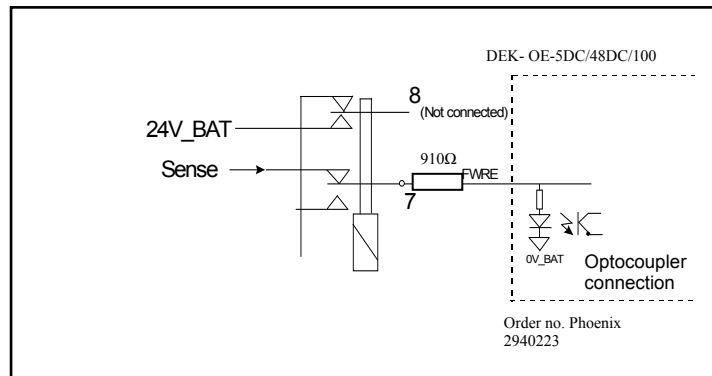 DEK- OE-5DC/48DC/100
8
(Not connected)
24V_BAT
Sense
910Ω
FWRE
7
0V_BAT
Optocoupler
connection
Order no. Phoenix
2940223